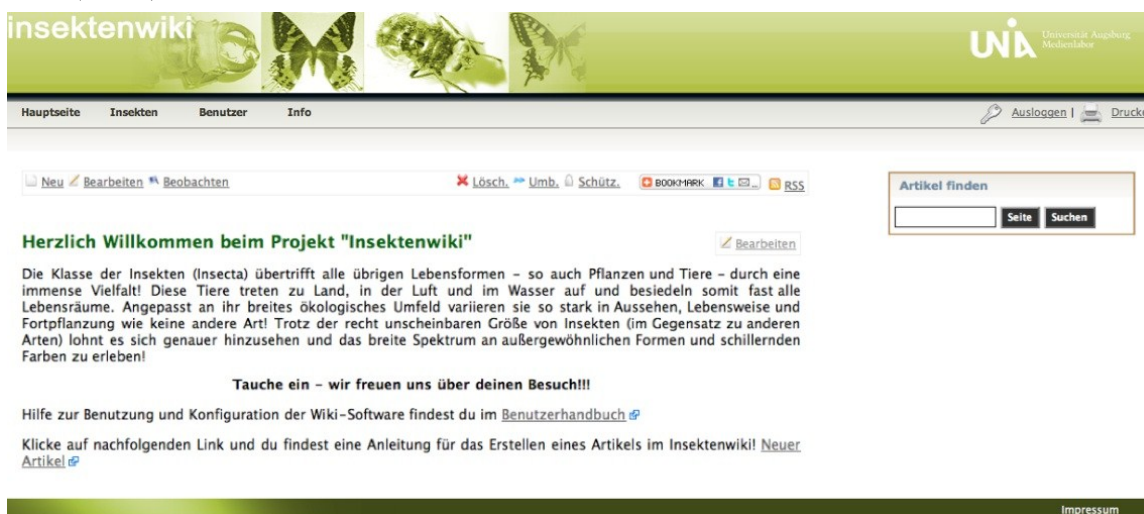 insektenwiki
UNIA Universität Augsburg
Medienlabor
Hauptseite Insekten Benutzer Info Ausloggen | Drucke
Neu Bearbeiten Beobachten Lösch. Umb. Schütz. BOOKMARK ... RSS
Artikel finden
Seite Suchen
Herzlich Willkommen beim Projekt "Insektenwiki" Bearbeiten
Die Klasse der Insekten (Insecta) übertrifft alle übrigen Lebensformen – so auch Pflanzen und Tiere – durch eine
immense Vielfalt! Diese Tiere treten zu Land, in der Luft und im Wasser auf und besiedeln somit fast alle
Lebensräume. Angepasst an ihr breites ökologisches Umfeld variieren sie so stark in Aussehen, Lebensweise und
Fortpflanzung wie keine andere Art! Trotz der recht unscheinbaren Größe von Insekten (im Gegensatz zu anderen
Arten) lohnt es sich genauer hinzusehen und das breite Spektrum an außergewöhnlichen Formen und schillernden
Farben zu erleben!
Tauche ein – wir freuen uns über deinen Besuch!!!
Hilfe zur Benutzung und Konfiguration der Wiki-Software findest du im Benutzerhandbuch
Klicke auf nachfolgenden Link und du findest eine Anleitung für das Erstellen eines Artikels im Insektenwiki! Neuer
Artikel
Impressum